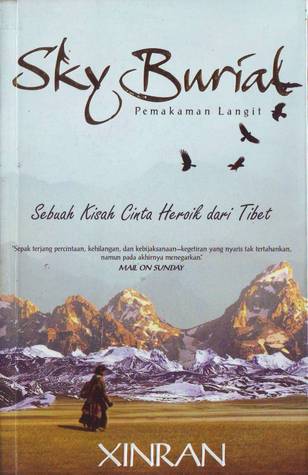 Sky Burial
Pemakaman Langit
Sebuah Kisah Cinta Heroik dari Tibet
"Sepak terjang percintaan, kehilangan, dan kebijaksanaan—kegetiran yang nyaris tak tertahankan,
namun pada akhirnya menegarkan."
MAIL ON SUNDAY
XINRAN